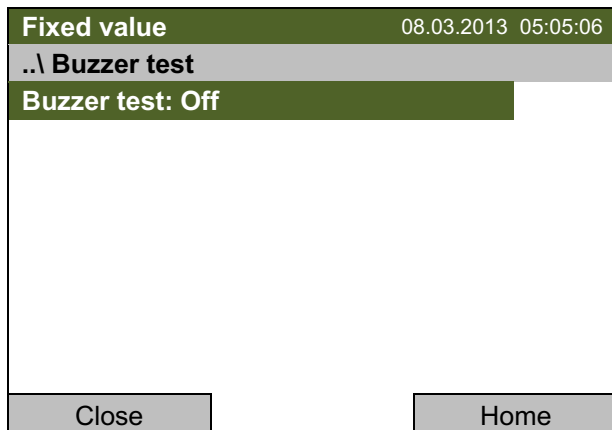 Fixed value 08.03.2013 05:05:06
..\ Buzzer test
Buzzer test: Off
Close Home